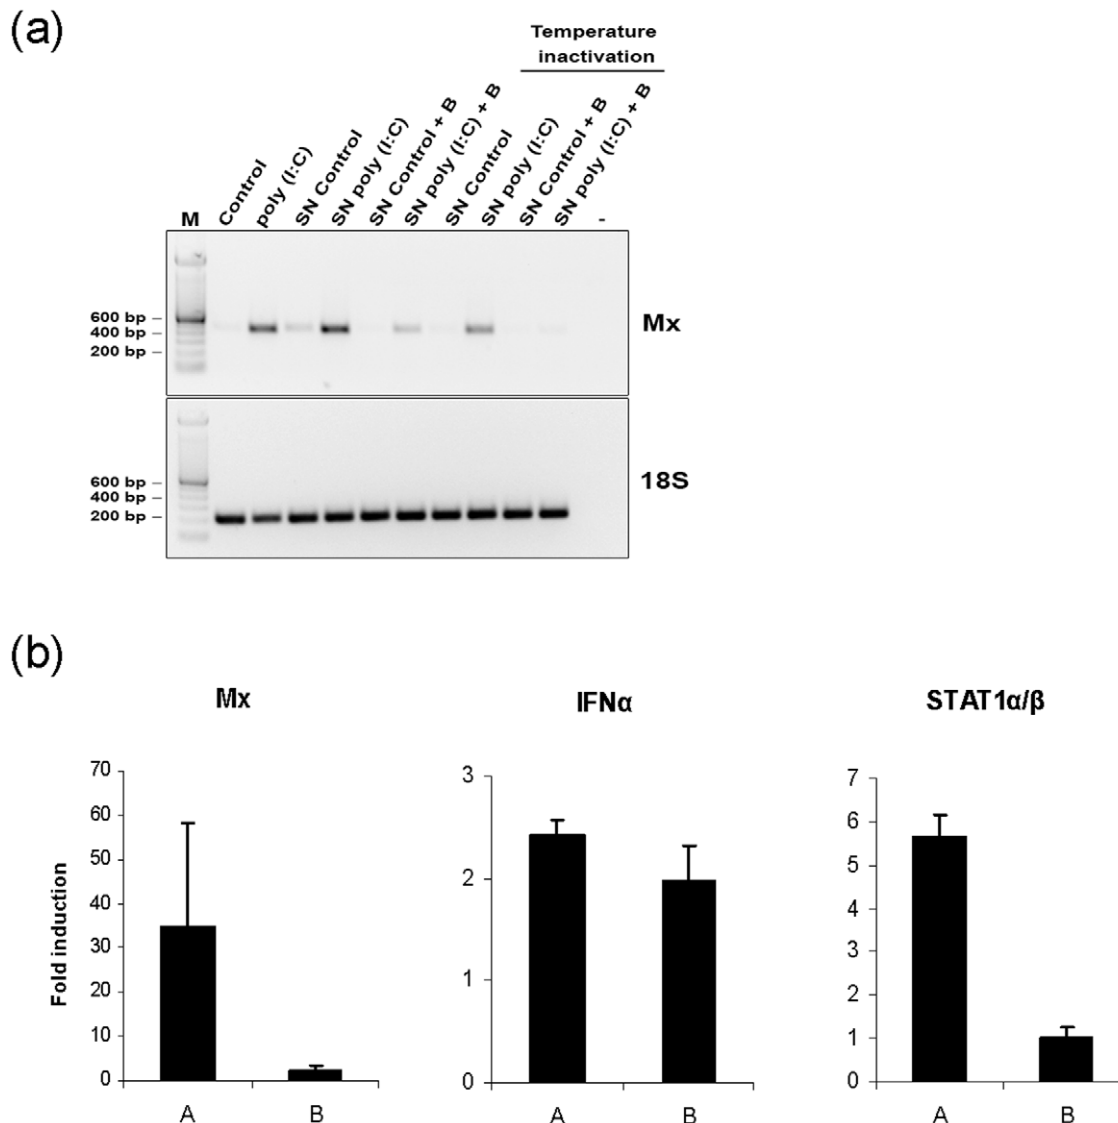 (a)
Temperature
inactivation
M
Control
poly (I:C)
SN Control
SN poly (I:C)
SN Control + B
SN poly (I:C) + B
SN Control
SN poly (I:C)
SN Control + B
SN poly (I:C) + B
-
600 bp –
400 bp –
200 bp –
Mx
600 bp –
400 bp –
200 bp –
18S
(b)
Mx
Fold induction
70
60
50
40
30
20
10
0
A B
IFNα
3
2
1
0
A B
STAT1α/β
7
6
5
4
3
2
1
0
A B